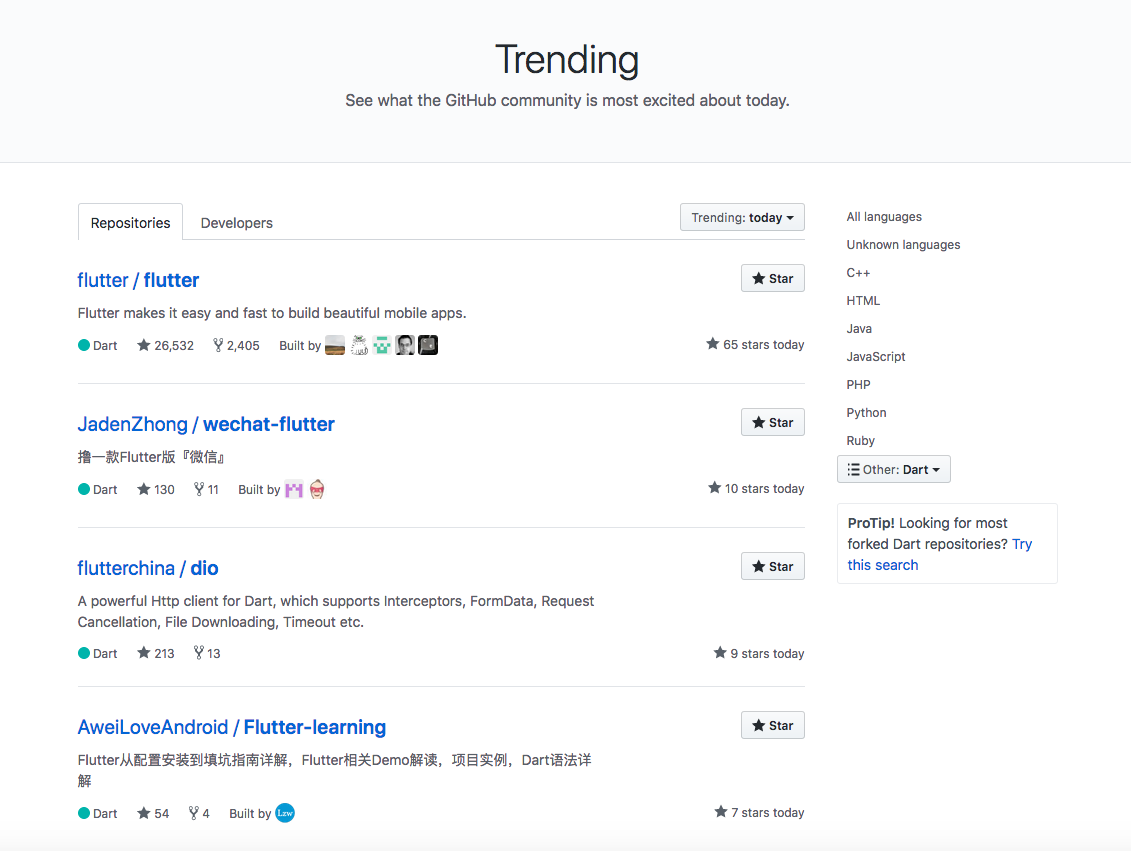 Trending
See what the GitHub community is most excited about today.
Repositories
Developers
Trending: today
flutter / flutter
Star
Flutter makes it easy and fast to build beautiful mobile apps.
Dart 26,532 2,405 Built by
65 stars today
JadenZhong / wechat-flutter
Star
撸一款Flutter版『微信』
Dart 130 11 Built by
10 stars today
flutterchina / dio
Star
A powerful Http client for Dart, which supports Interceptors, FormData, Request
Cancellation, File Downloading, Timeout etc.
Dart 213 13
9 stars today
AweiLoveAndroid / Flutter-learning
Star
Flutter从配置安装到填坑指南详解，Flutter相关Demo解读，项目实例，Dart语法详
解
Dart 54 4 Built by Lzw
7 stars today
All languages
Unknown languages
C++
HTML
Java
JavaScript
PHP
Python
Ruby
Other: Dart
ProTip! Looking for most
forked Dart repositories? Try
this search